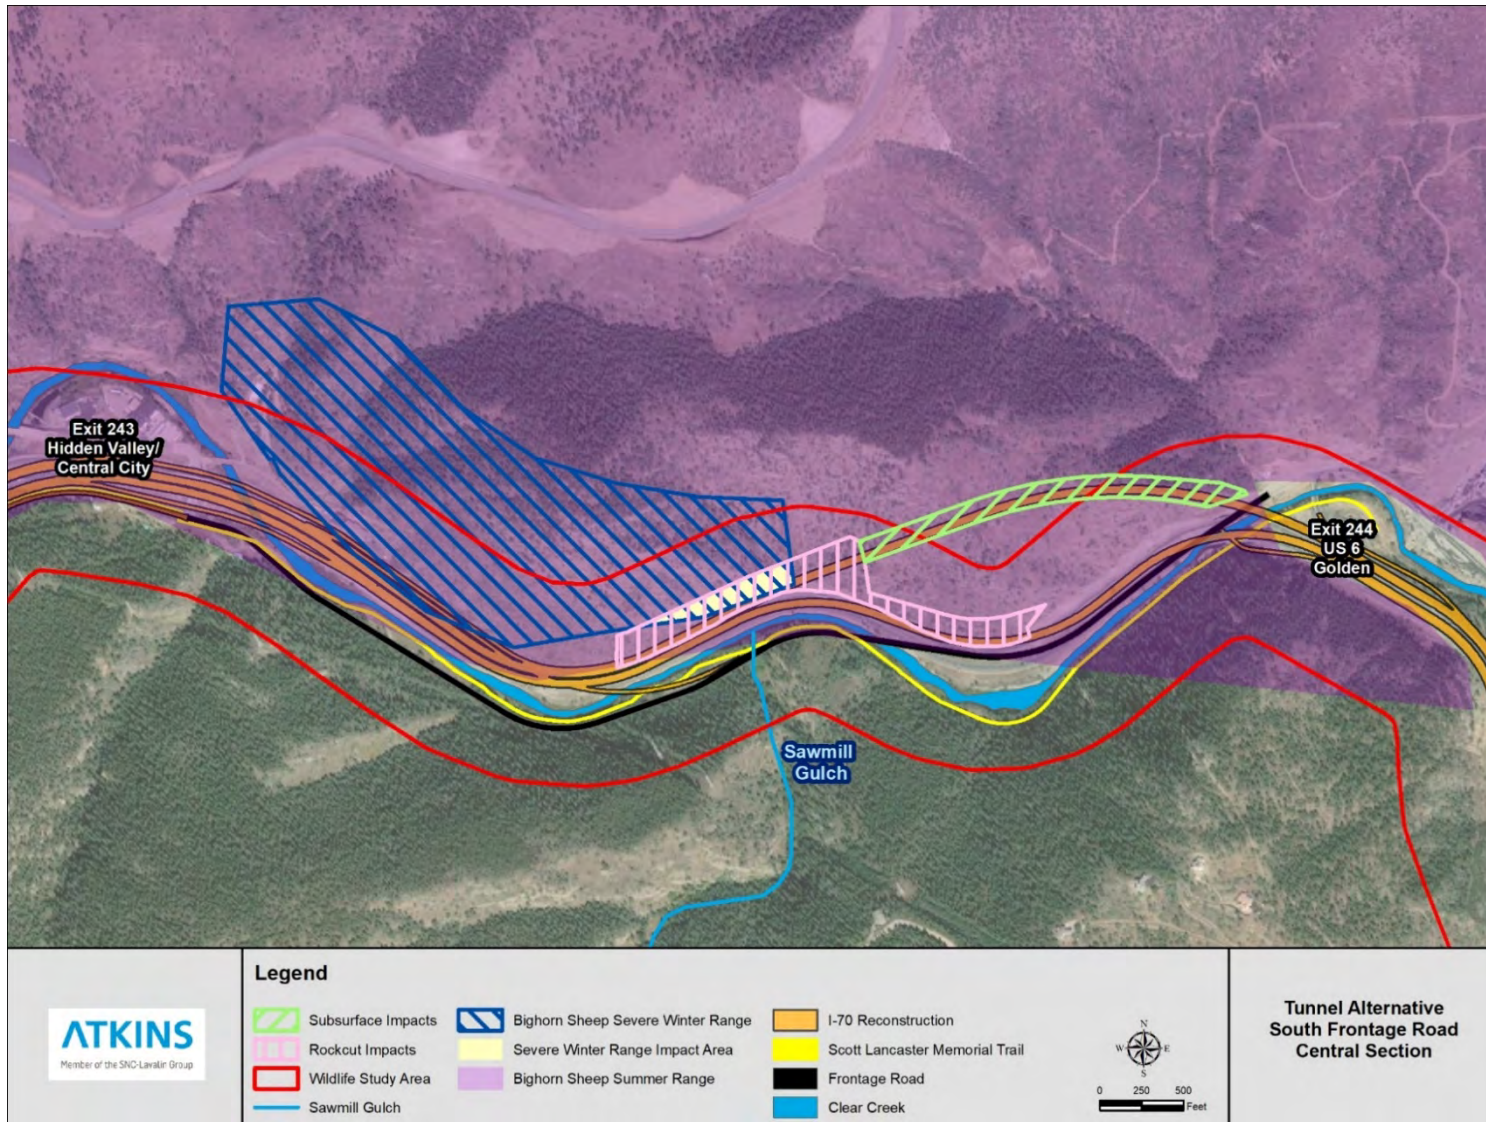 Exit 243
Hidden Valley/
Central City
Exit 244
US 6
Golden
Sawmill
Gulch
ATKINS
Member of the SNC-Lavalin Group
Legend
Subsurface Impacts
Rockcut Impacts
Wildlife Study Area
Sawmill Gulch
Bighorn Sheep Severe Winter Range
Severe Winter Range Impact Area
Bighorn Sheep Summer Range
I-70 Reconstruction
Scott Lancaster Memorial Trail
Frontage Road
Clear Creek
N
W E
S
0 250 500
Feet
Tunnel Alternative
South Frontage Road
Central Section